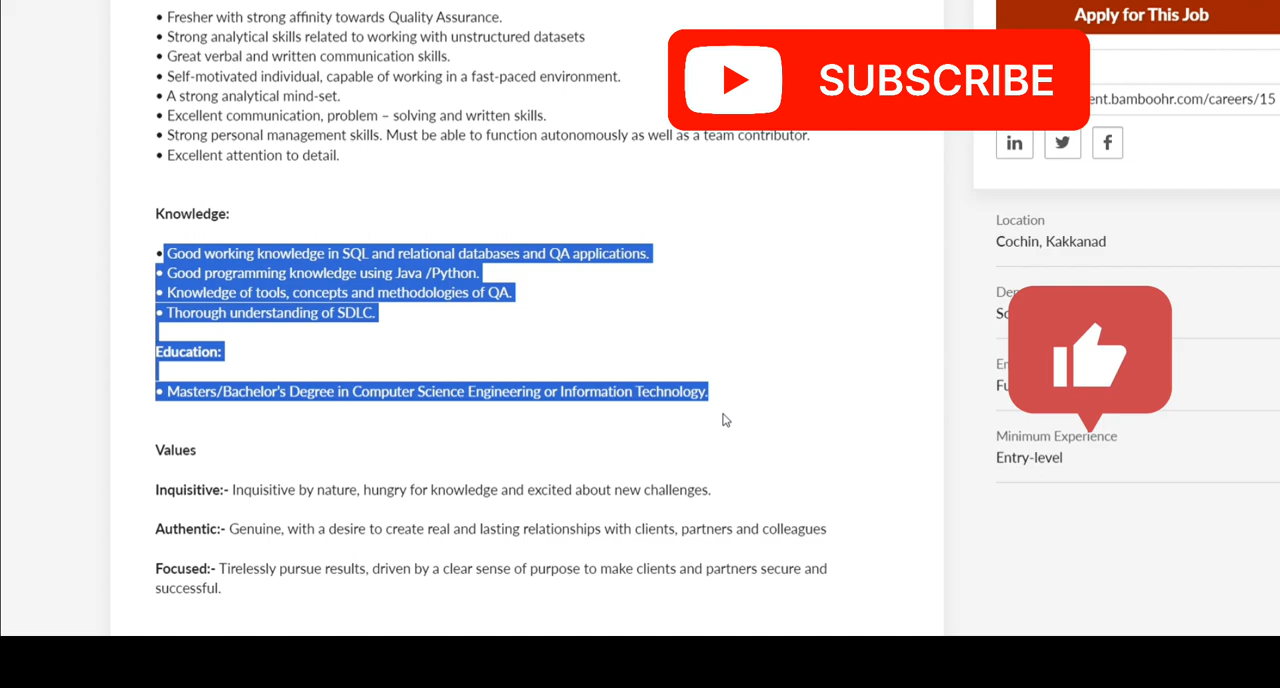 • Fresher with strong affinity towards Quality Assurance.
• Strong analytical skills related to working with unstructured datasets
• Great verbal and written communication skills.
• Self-motivated individual, capable of working in a fast-paced environment.
• A strong analytical mind-set.
• Excellent communication, problem – solving and written skills.
• Strong personal management skills. Must be able to function autonomously as well as a team contributor.
• Excellent attention to detail.
Knowledge:
• Good working knowledge in SQL and relational databases and QA applications.
• Good programming knowledge using Java /Python.
• Knowledge of tools, concepts and methodologies of QA.
• Thorough understanding of SDLC.
Education:
• Masters/Bachelor's Degree in Computer Science Engineering or Information Technology.
Values
Inquisitive:- Inquisitive by nature, hungry for knowledge and excited about new challenges.
Authentic:- Genuine, with a desire to create real and lasting relationships with clients, partners and colleagues
Focused:- Tirelessly pursue results, driven by a clear sense of purpose to make clients and partners secure and
successful.
Apply for This Job
SUBSCRIBE
ent.bamboohr.com/careers/15
in
f
Location
Cochin, Kakkanad
Minimum Experience
Entry-level